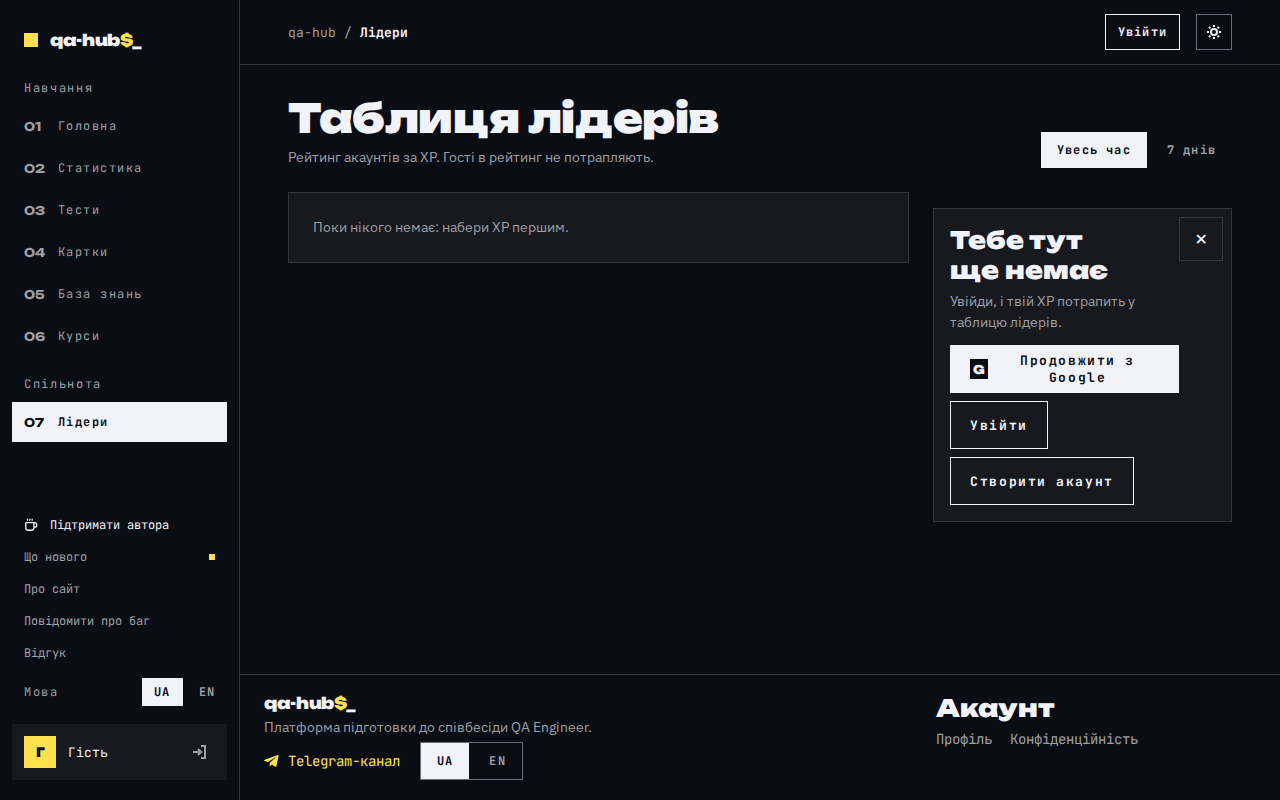 qa-hub$_
Навчання
01 Головна
02 Статистика
03 Тести
04 Картки
05 База знань
06 Курси
Спільнота
07 Лідери
Підтримати автора
Що нового
Про сайт
Повідомити про баг
Відгук
Мова UA EN
Г Гість
qa-hub / Лідери
Увійти
Таблиця лідерів
Рейтинг акаунтів за XP. Гості в рейтинг не потрапляють.
Увесь час 7 днів
Поки нікого немає: набери XP першим.
Тебе тут
ще немає
Увійди, і твій XP потрапить у
таблицю лідерів.
G Продовжити з
Google
Увійти
Створити акаунт
qa-hub$_
Платформа підготовки до співбесіди QA Engineer.
Telegram-канал UA EN
Акаунт
Профіль Конфіденційність